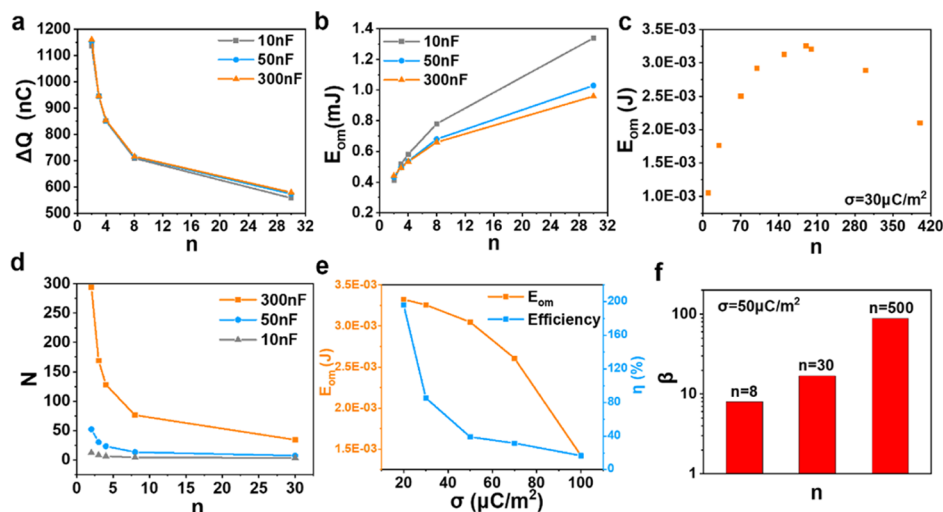 a
1200
1100
1000
900
800
700
600
500
ΔQ (nC)
10nF
50nF
300nF
0 4 8 12 16 20 24 28 32
n
b
1.4
1.2
1.0
0.8
0.6
0.4
0.2
Eom(mJ)
10nF
50nF
300nF
0 4 8 12 16 20 24 28 32
n
c
3.5E-03
3.0E-03
2.5E-03
2.0E-03
1.5E-03
1.0E-03
Eom (J)
σ=30μC/m²
0 70 140 210 280 350 420
n
d
300
250
200
150
100
50
25
0
N
300nF
50nF
10nF
0 5 10 15 20 25 30
n
e
3.5E-03
3.0E-03
2.5E-03
2.0E-03
1.5E-03
Eom (J)
Eom
Efficiency
200
160
120
80
40
0
η (%)
20 40 60 80 100
σ (μC/m²)
f
σ=50μC/m²
100
10
1
β
n=8
n=30
n=500
n